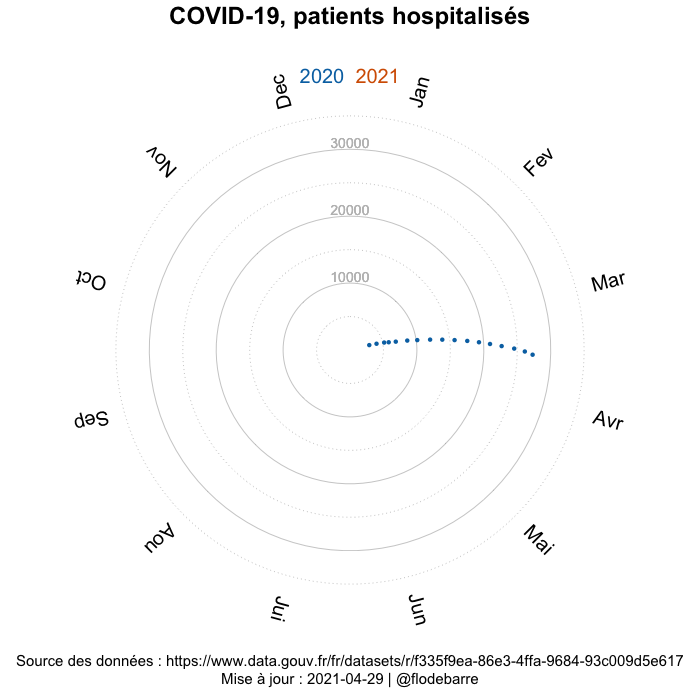 COVID-19, patients hospitalisés
2020 2021
Jan
Fev
Mar
Avr
Mai
Jun
Jui
Aou
Sep
Oct
Nov
Dec
30000
20000
10000
Source des données : https://www.data.gouv.fr/fr/datasets/r/f335f9ea-86e3-4ffa-9684-93c009d5e617
Mise à jour : 2021-04-29 | @flodebarre